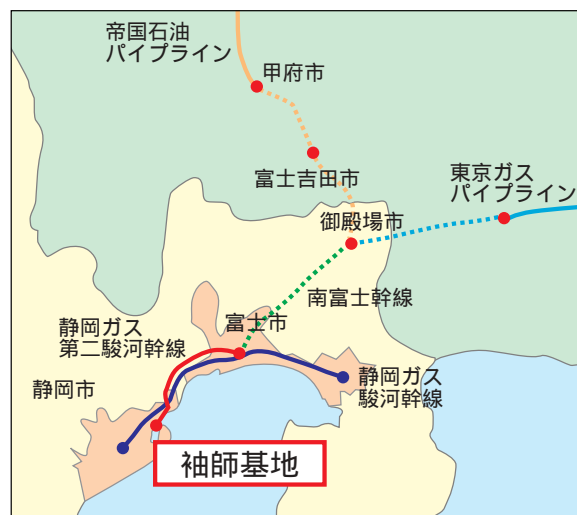 帝国石油
パイプライン
甲府市
富士吉田市
東京ガス
パイプライン
御殿場市
南富士幹線
富士市
静岡ガス
第二駿河幹線
静岡ガス
駿河幹線
静岡市
袖師基地